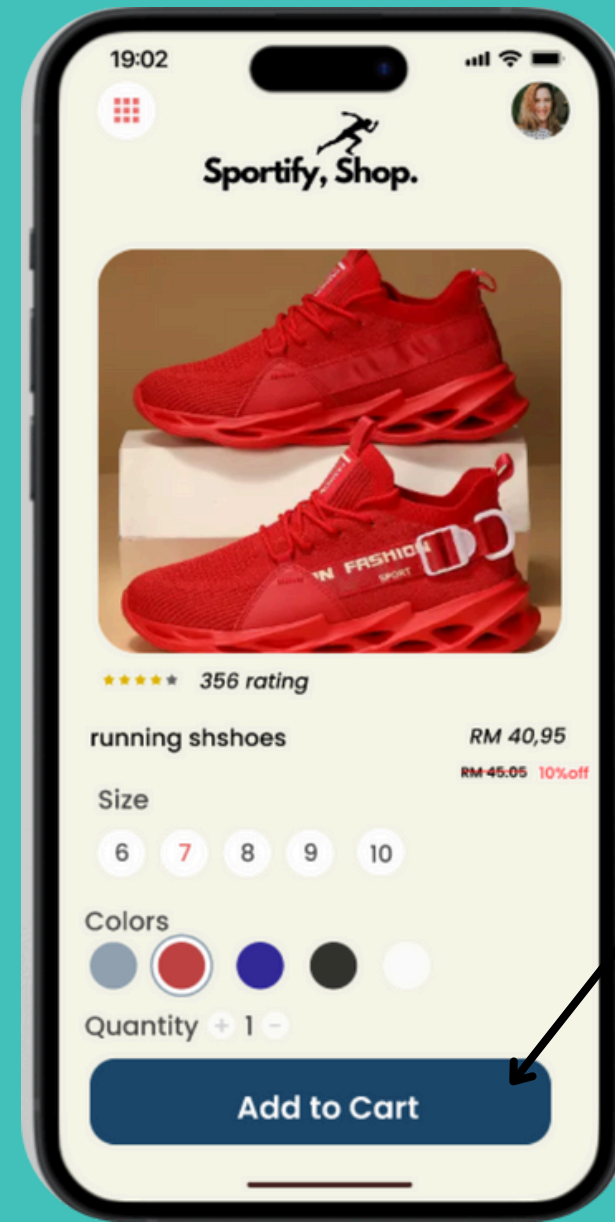 19:02
Sportify, Shop.
IN FASHION
SPORT
356 rating
running shshoes
RM 40,95
RM 45.05 10%off
Size
6 7 8 9 10
Colors
Quantity + 1 -
Add to Cart